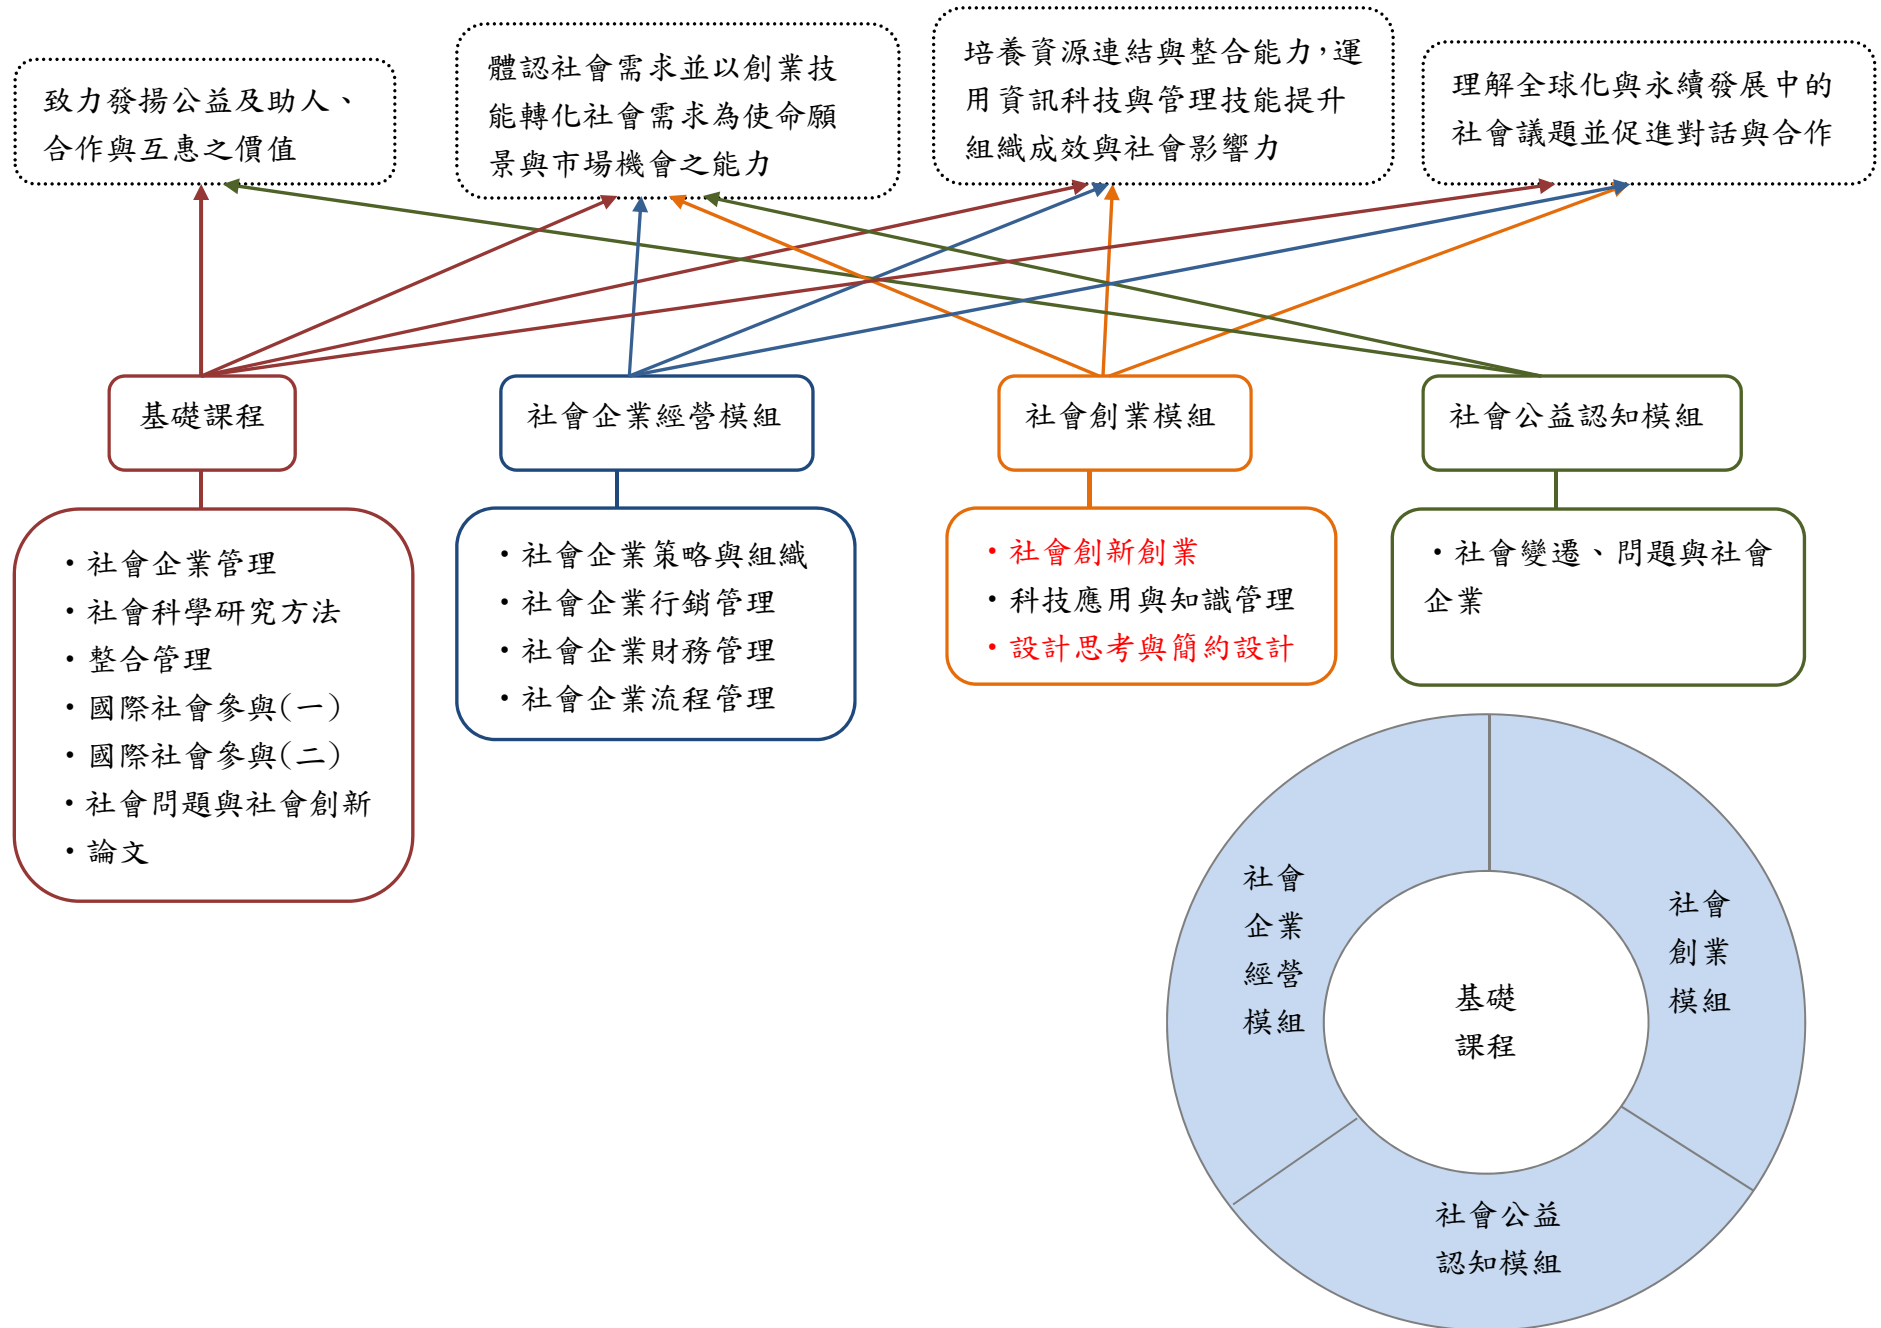 致力發揚公益及助人、
合作與互惠之價值
體認社會需求並以創業技
能轉化社會需求為使命願
景與市場機會之能力
培養資源連結與整合能力，運
用資訊科技與管理技能提升
組織成效與社會影響力
理解全球化與永續發展中的
社會議題並促進對話與合作
基礎課程
社會企業經營模組
社會創業模組
社會公益認知模組
・社會企業管理
・社會科學研究方法
・整合管理
・國際社會參與(一)
・國際社會參與(二)
・社會問題與社會創新
・論文
・社會企業策略與組織
・社會企業行銷管理
・社會企業財務管理
・社會企業流程管理
・社會創新創業
・科技應用與知識管理
・設計思考與簡約設計
・社會變遷、問題與社會
企業
社會
企業
經營
模組
社會
創業
模組
基礎
課程
社會公益
認知模組